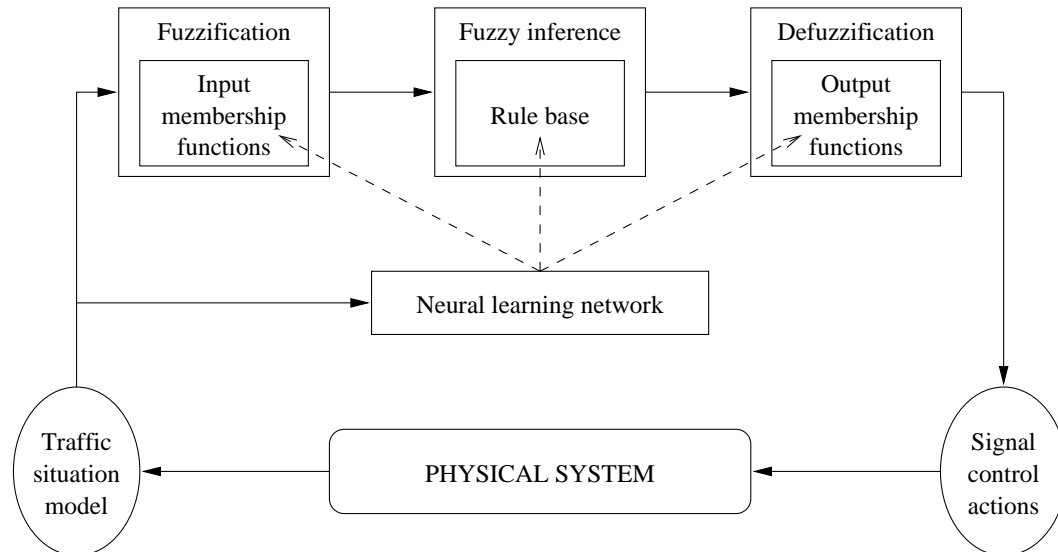 Fuzzification
Input
membership
functions
Fuzzy inference
Rule base
Defuzzification
Output
membership
functions
Neural learning network
Traffic
situation
model
PHYSICAL SYSTEM
Signal
control
actions